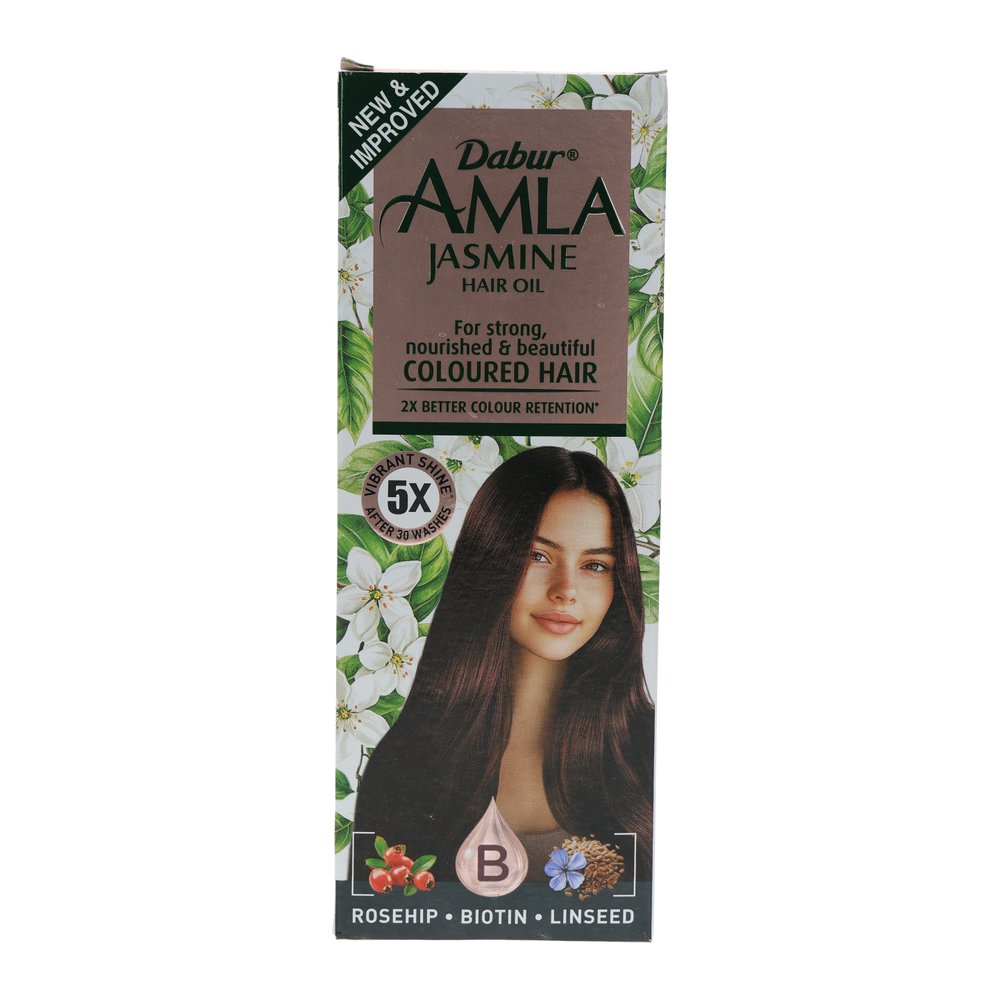 NEW &
IMPROVED
Dabur®
AMLA
JASMINE
HAIR OIL
For strong,
nourished & beautiful
COLOURED HAIR
2X BETTER COLOUR RETENTION*
VIBRANT SHINE**
5X
AFTER 30 WASHES
B
ROSEHIP • BIOTIN • LINSEED